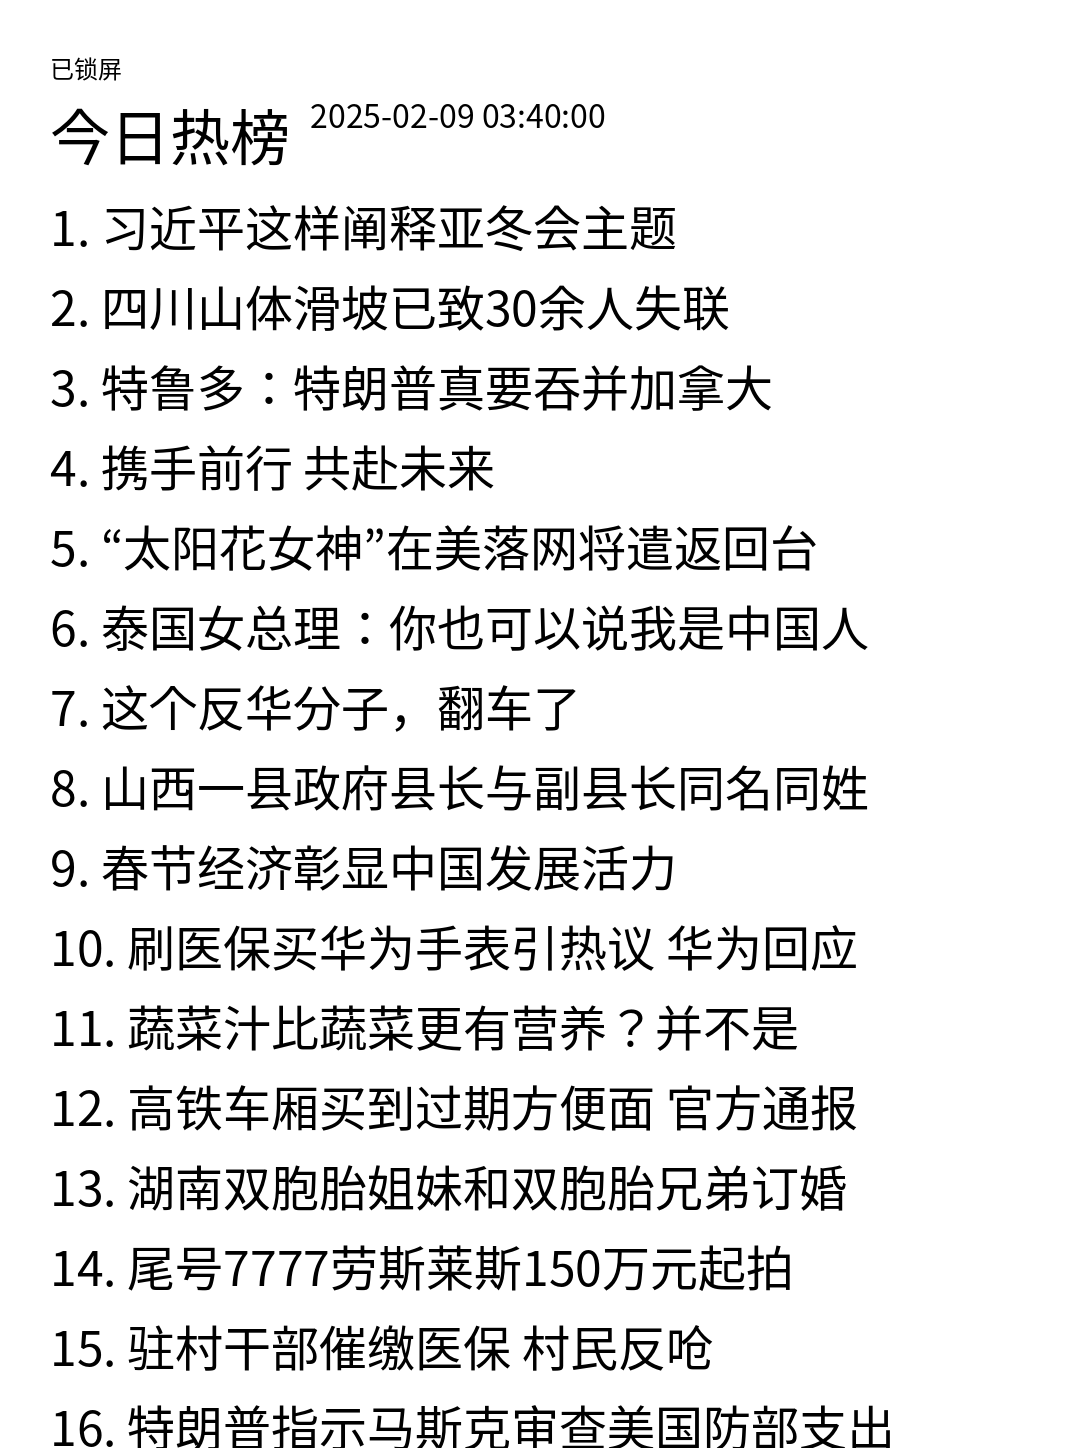 已锁屏
今日热榜 2025-02-09 03:40:00
1. 习近平这样阐释亚冬会主题
2. 四川山体滑坡已致30余人失联
3. 特鲁多：特朗普真要吞并加拿大
4. 携手前行 共赴未来
5. “太阳花女神”在美落网将遣返回台
6. 泰国女总理：你也可以说我是中国人
7. 这个反华分子，翻车了
8. 山西一县政府县长与副县长同名同姓
9. 春节经济彰显中国发展活力
10. 刷医保买华为手表引热议 华为回应
11. 蔬菜汁比蔬菜更有营养？并不是
12. 高铁车厢买到过期方便面 官方通报
13. 湖南双胞胎姐妹和双胞胎兄弟订婚
14. 尾号7777劳斯莱斯150万元起拍
15. 驻村干部催缴医保 村民反呛
16. 特朗普指示马斯克审查美国防部支出